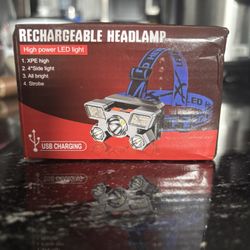 RECHARGEABLE HEADLAMP
High power LED light
1. XPE high
2. 4*Side light
3. All bright
4. Strobe
USB CHARGING